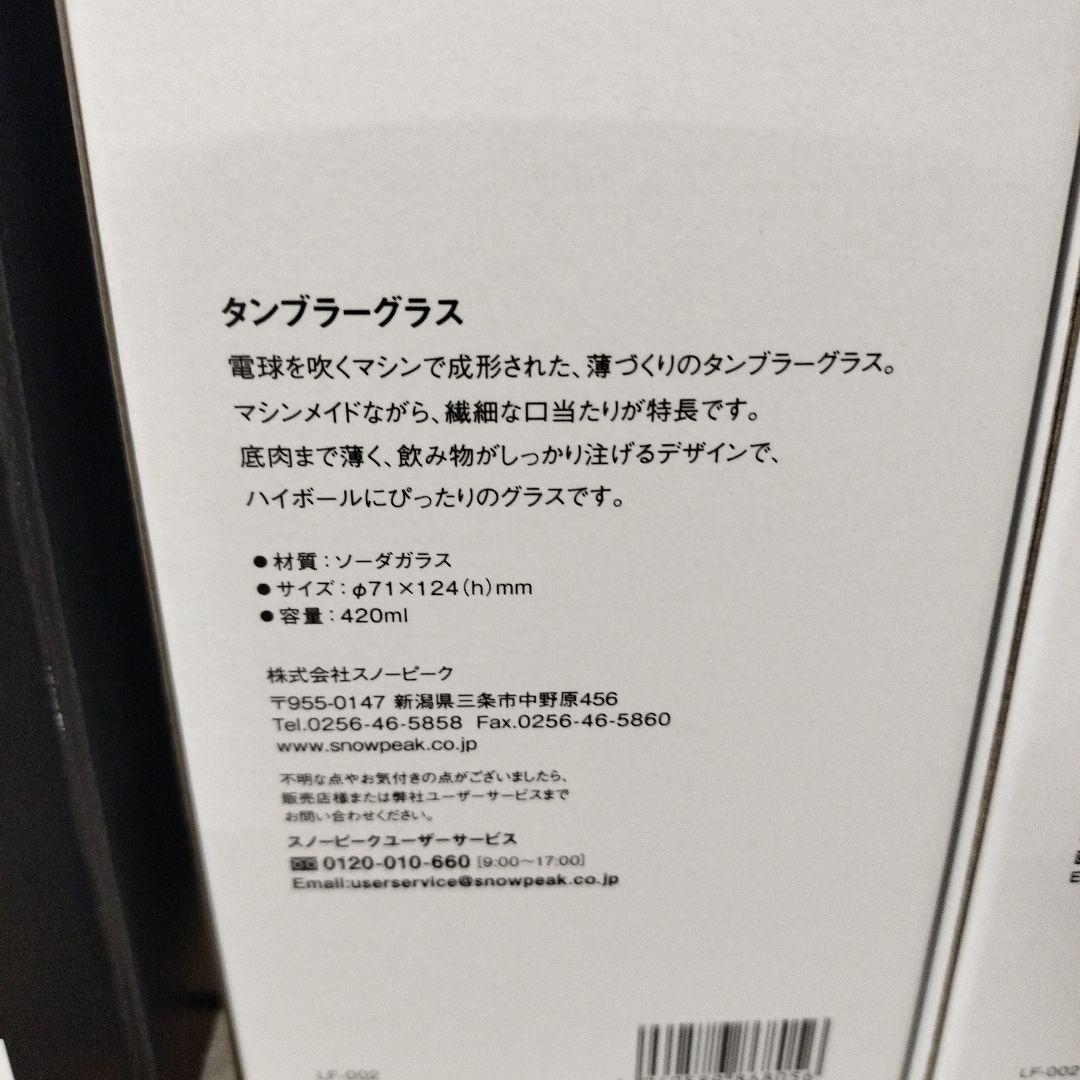 タンブラーグラス
電球を吹くマシンで成形された、薄づくりのタンブラーグラス。
マシンメイドながら、繊細な口当たりが特長です。
底肉まで薄く、飲み物がしっかり注げるデザインで、
ハイボールにぴったりのグラスです。
●材質：ソーダガラス
●サイズ：φ71×124(h)mm
●容量：420ml
株式会社スノーピーク
〒955-0147 新潟県三条市中野原456
Tel.0256-46-5858 Fax.0256-46-5860
www.snowpeak.co.jp
不明な点やお気付きの点がございましたら、
販売店様または弊社ユーザーサービスまで
お問い合わせください。
スノーピークユーザーサービス
0120-010-660 [9:00～17:00]
Email:userservice@snowpeak.co.jp
LF-002
LF-002